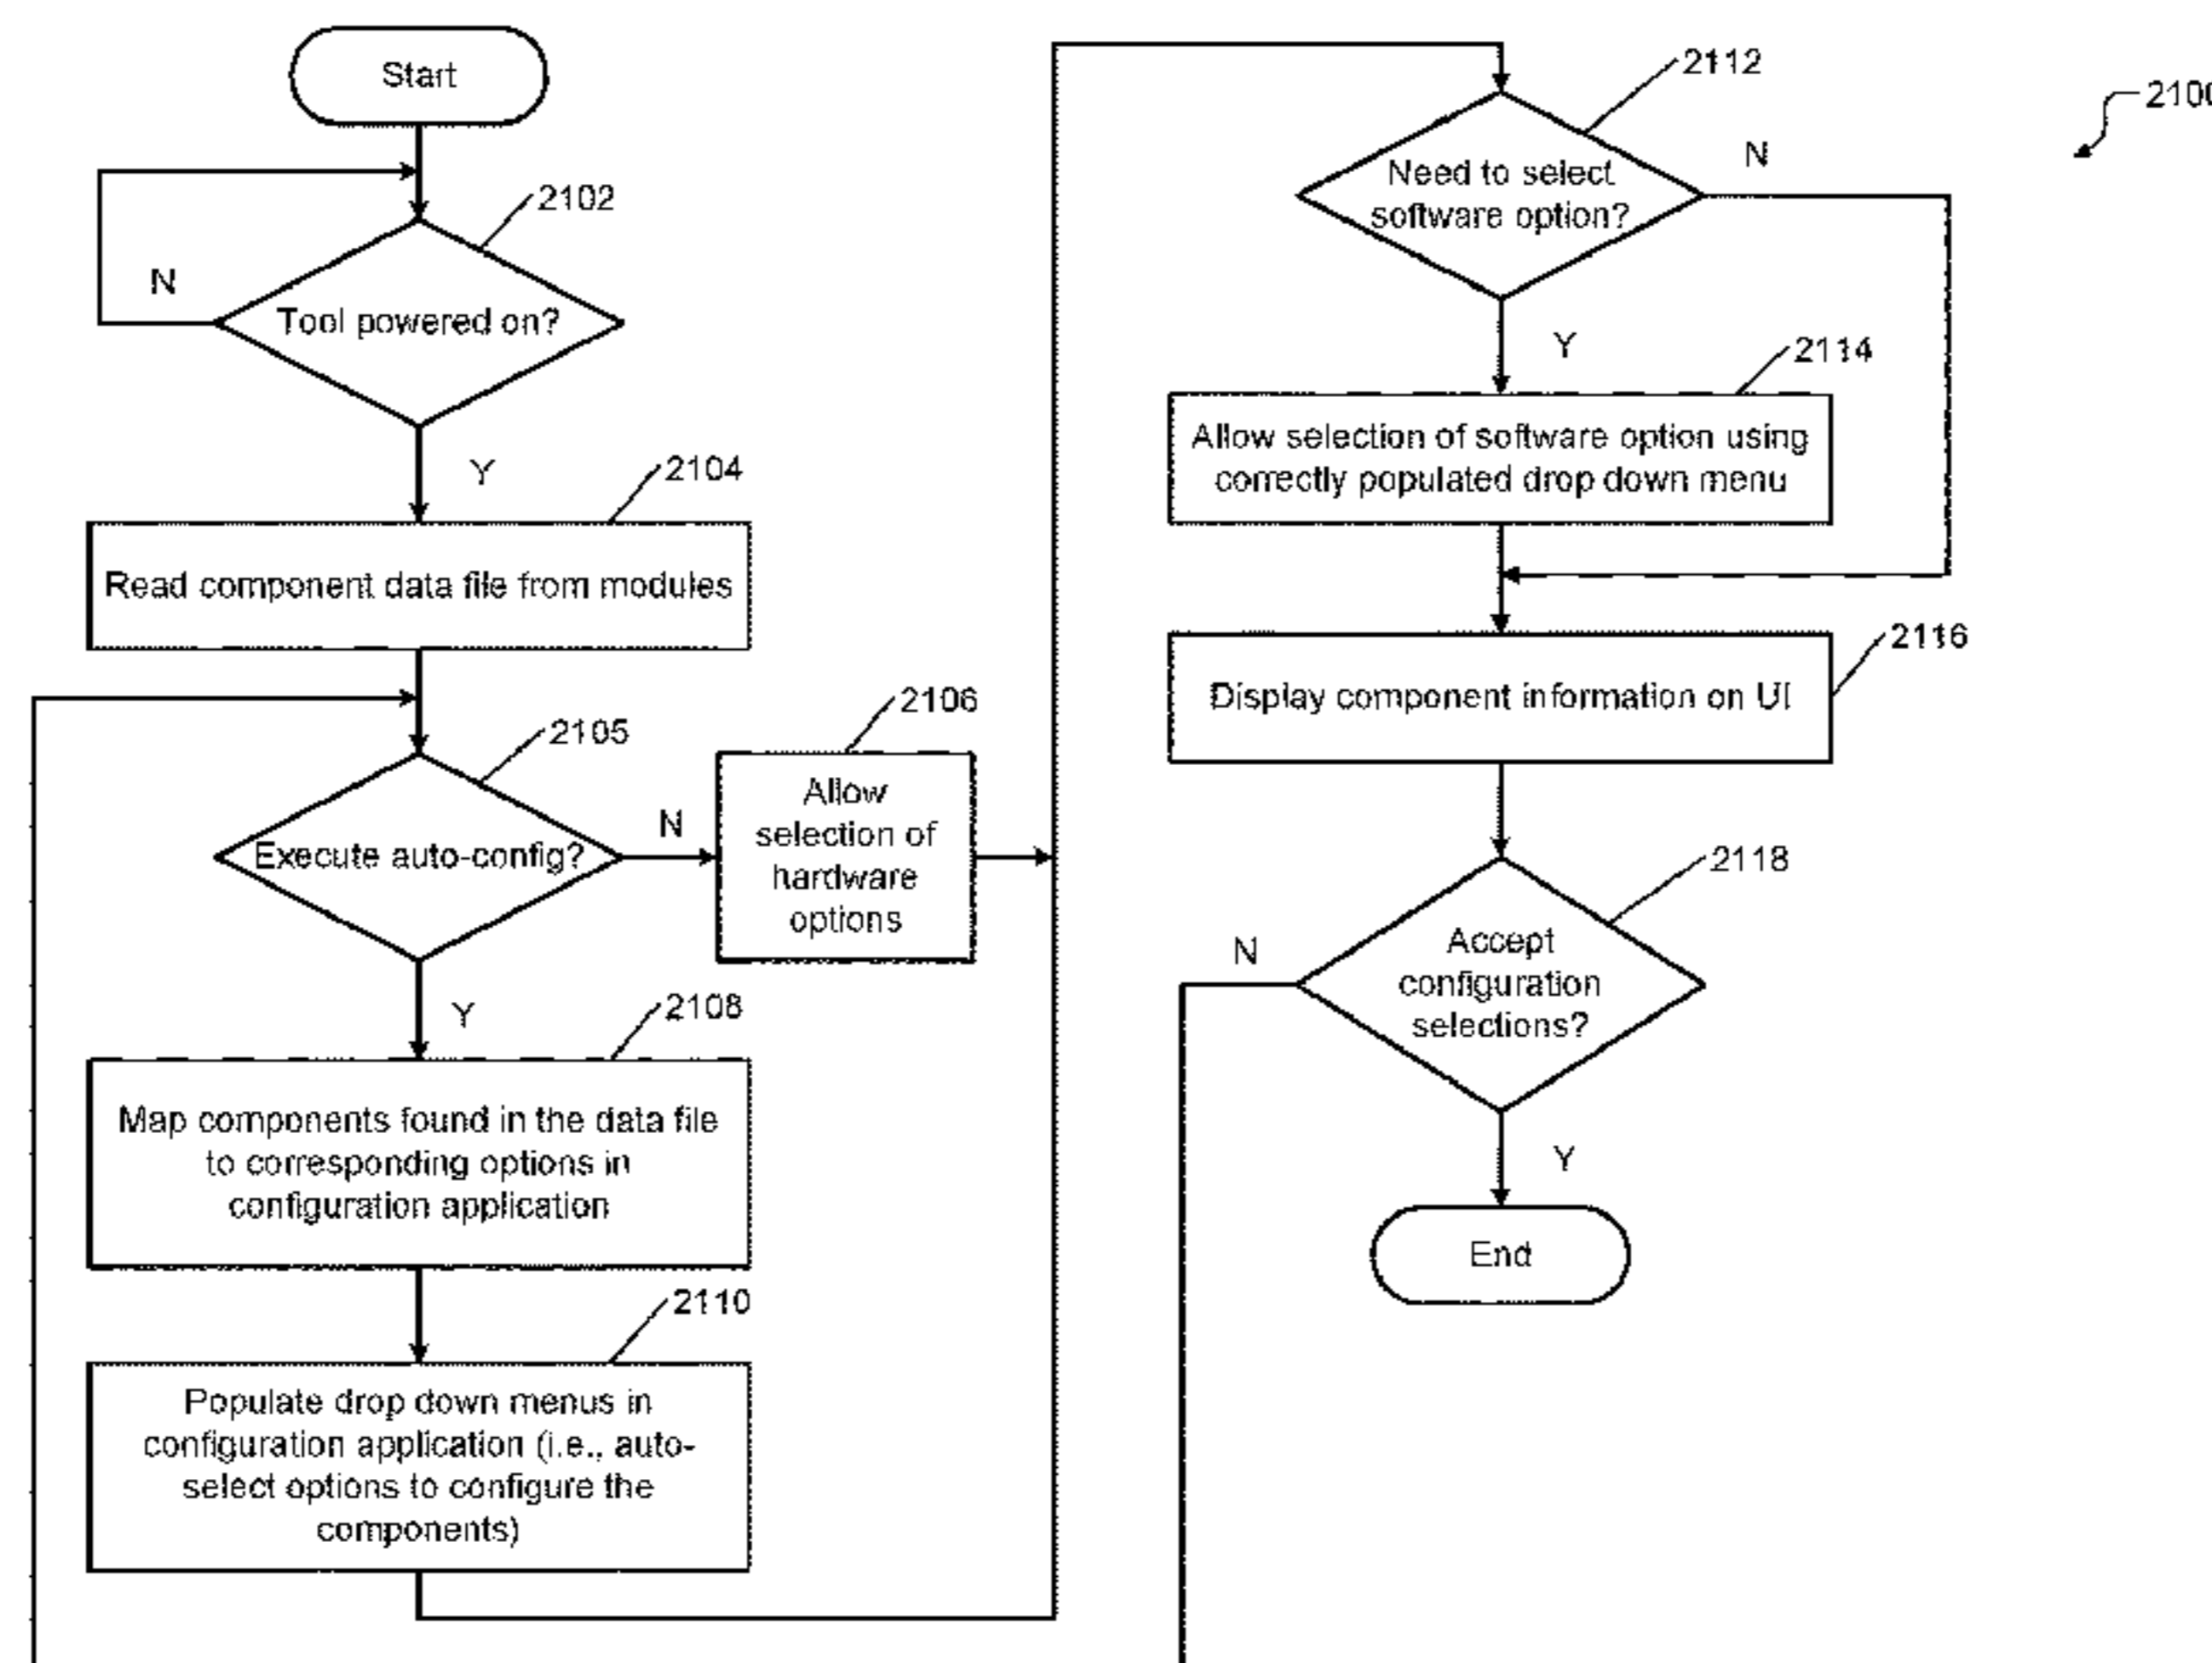 Start
2102
N
Tool powered on?
Y
2104
Read component data file from modules
2105
Execute auto-config?
N
2106
Allow
selection of
hardware
options
Y
2108
Map components found in the data file
to corresponding options in
configuration application
2110
Populate drop down menus in
configuration application (i.e., auto-
select options to configure the
components)
2112
Need to select
software option?
N
Y
2114
Allow selection of software option using
correctly populated drop down menu
2116
Display component information on UI
2118
Accept
configuration
selections?
N
Y
End
2100